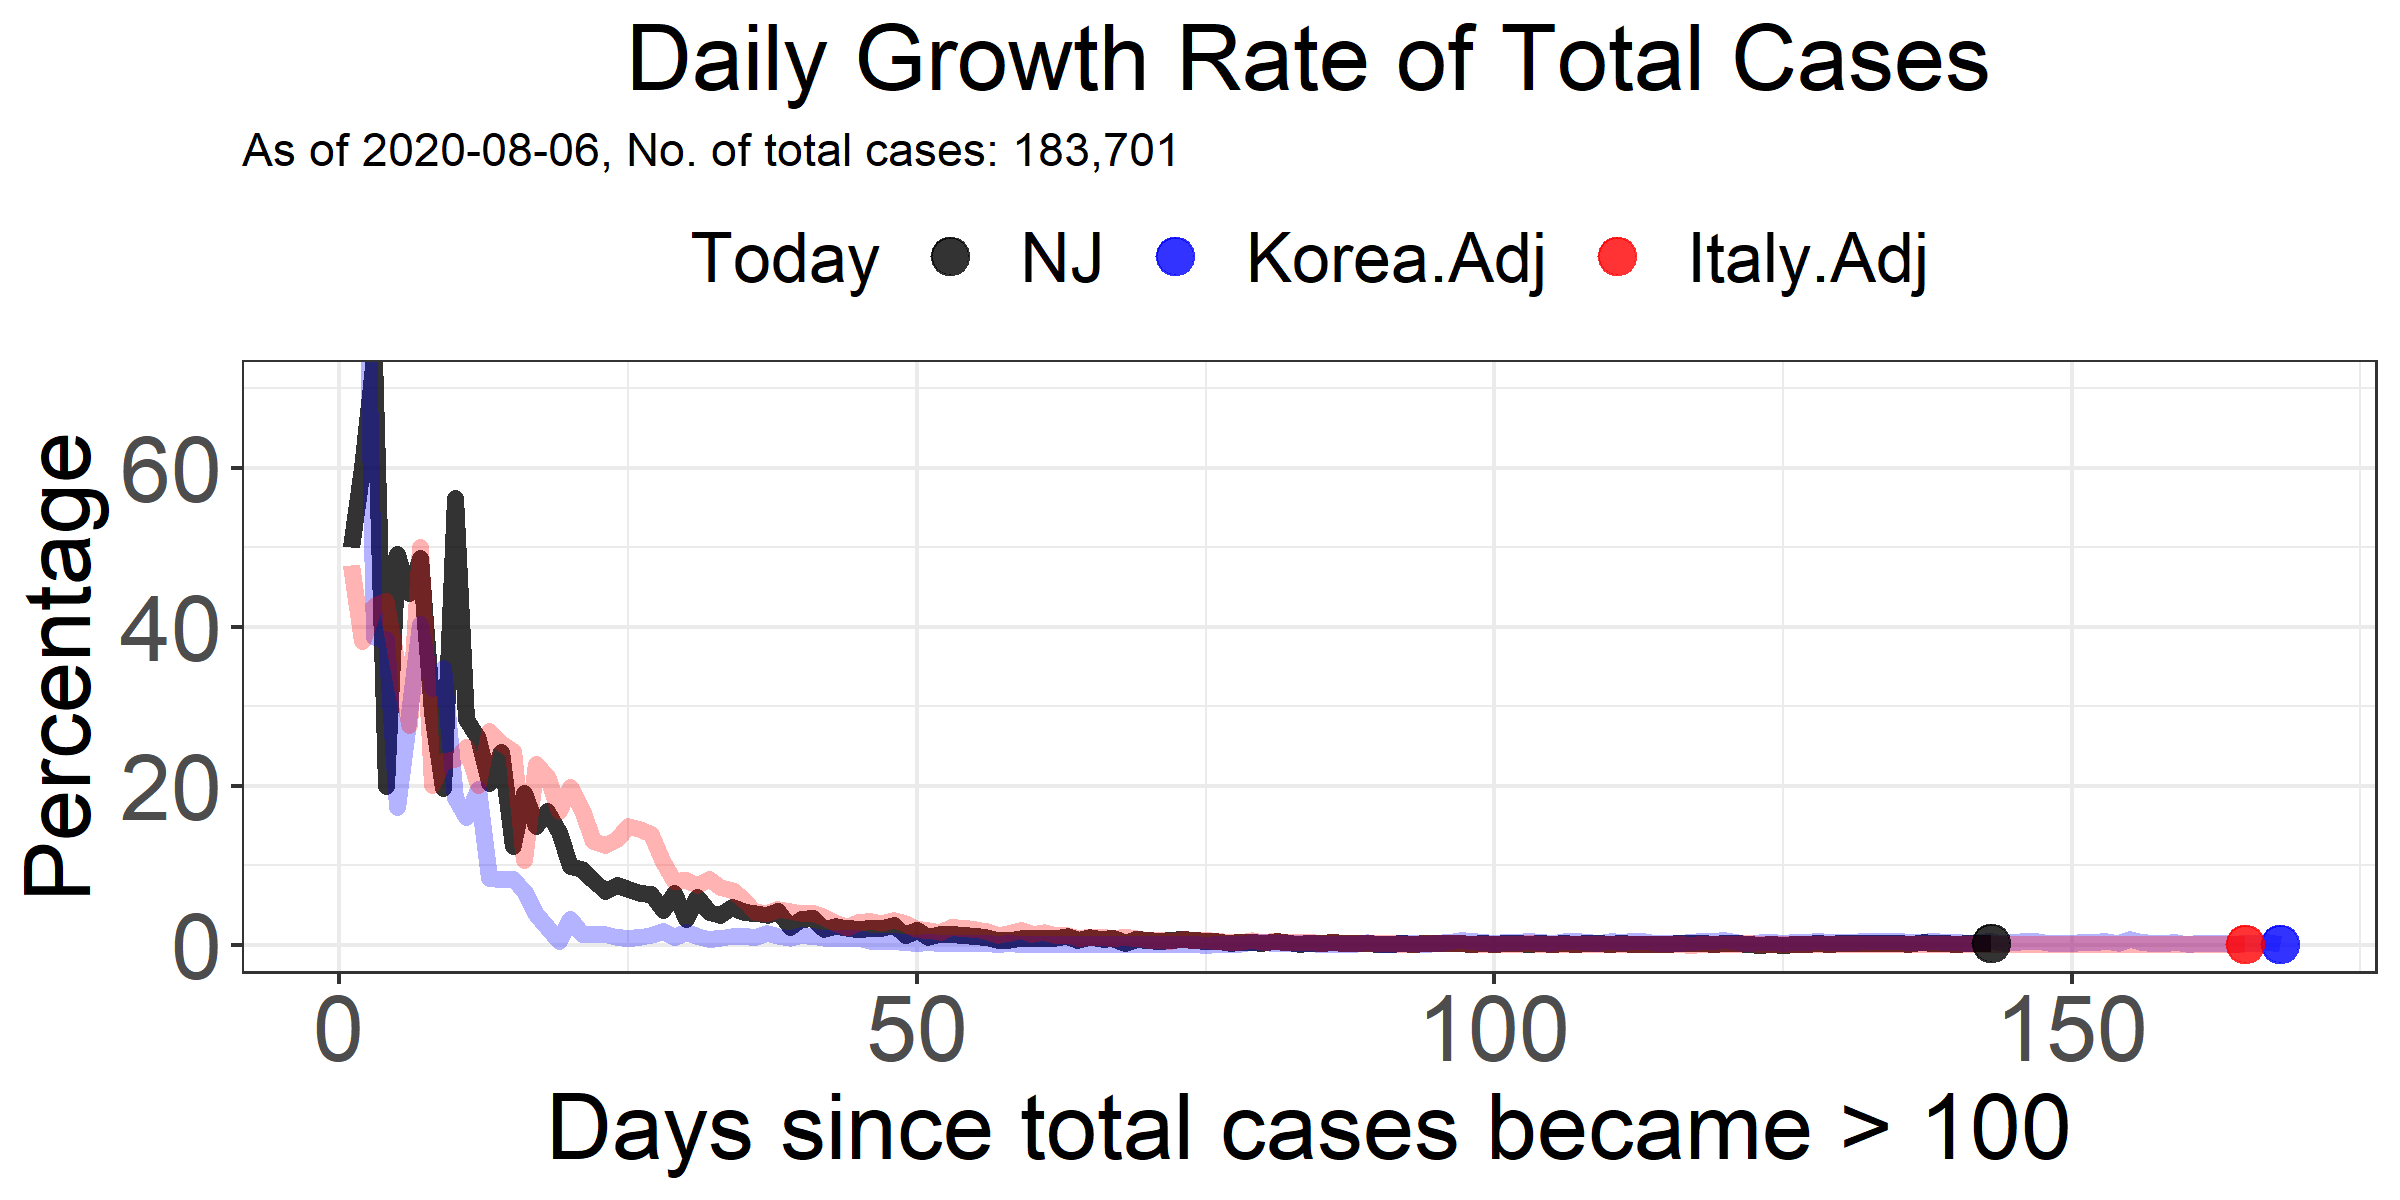 Daily Growth Rate of Total Cases
As of 2020-08-06, No. of total cases: 183,701
Today NJ Korea.Adj Italy.Adj
Percentage
60
40
20
0
0 50 100 150
Days since total cases became > 100